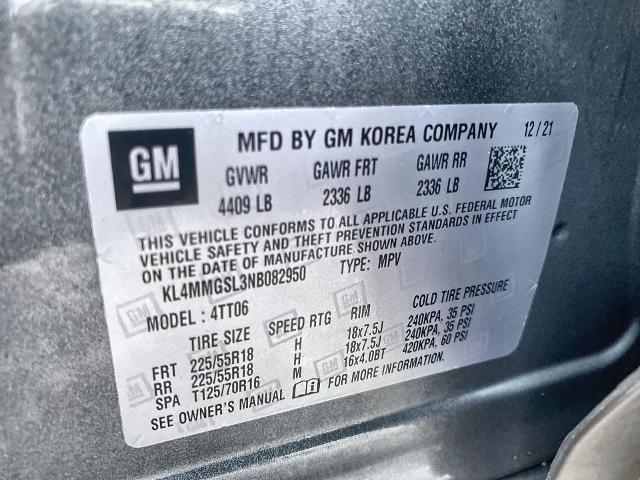 GM
MFD BY GM KOREA COMPANY 12/21
GVWR GAWR FRT GAWR RR
4409 LB 2336 LB 2336 LB
THIS VEHICLE CONFORMS TO ALL APPLICABLE U.S. FEDERAL MOTOR
VEHICLE SAFETY AND THEFT PREVENTION STANDARDS IN EFFECT
ON THE DATE OF MANUFACTURE SHOWN ABOVE.
KL4MMGSL3NB082950 TYPE: MPV
MODEL : 4TT06
TIRE SIZE SPEED RTG RIM COLD TIRE PRESSURE
FRT 225/55R18 H 18x7.5J 240KPA, 35 PSI
RR 225/55R18 H 18x7.5J 240KPA, 35 PSI
SPA T125/70R16 M 16x4.0BT 420KPA, 60 PSI
SEE OWNER'S MANUAL FOR MORE INFORMATION.